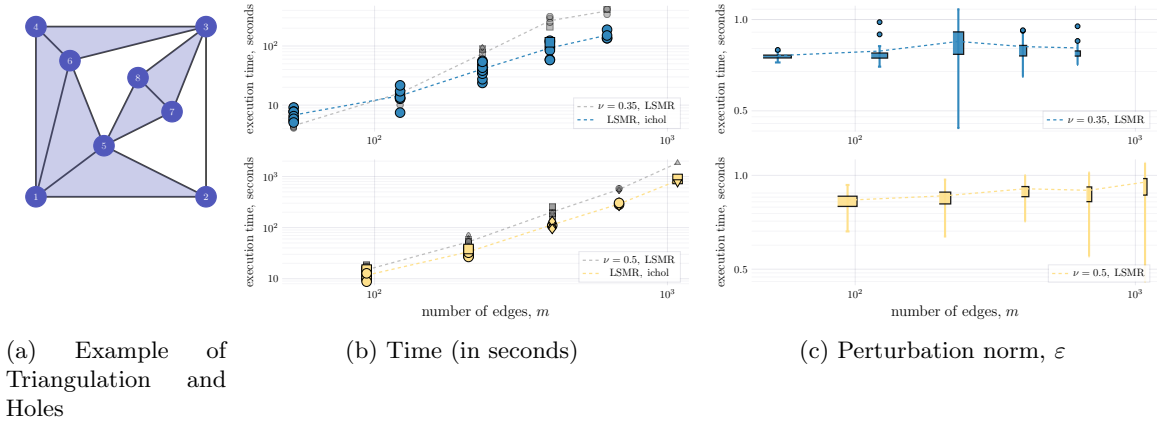 4
3
6
8
7
5
1
2
execution time, seconds
10²
10
ν = 0.35, LSMR
LSMR, ichol
10²
10³
execution time, seconds
10³
10²
10
ν = 0.5, LSMR
LSMR, ichol
10²
10³
number of edges, m
execution time, seconds
1.0
0.5
ν = 0.35, LSMR
10²
10³
execution time, seconds
1.0
0.5
ν = 0.5, LSMR
10²
10³
number of edges, m
(a) Example of
Triangulation and
Holes
(b) Time (in seconds)
(c) Perturbation norm, ε